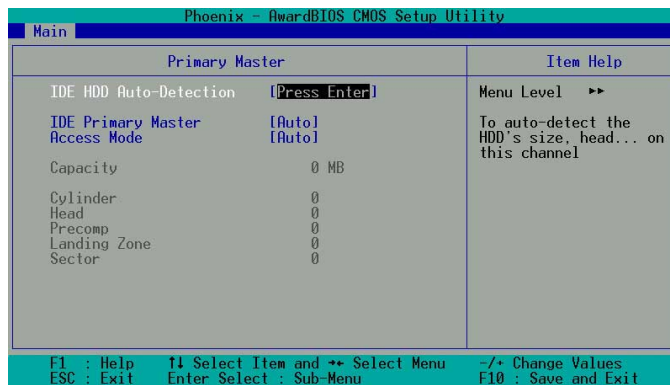 Phoenix - AwardBIOS CMOS Setup Utility
Main
Primary Master
Item Help
IDE HDD Auto-Detection [Press Enter]
IDE Primary Master [Auto]
Access Mode [Auto]
Capacity 0 MB
Cylinder 0
Head 0
Precomp 0
Landing Zone 0
Sector 0
Menu Level ▸▸
To auto-detect the
HDD's size, head... on
this channel
F1 : Help ↑↓ Select Item and →← Select Menu -/+ Change Values
ESC : Exit Enter Select : Sub-Menu F10 : Save and Exit